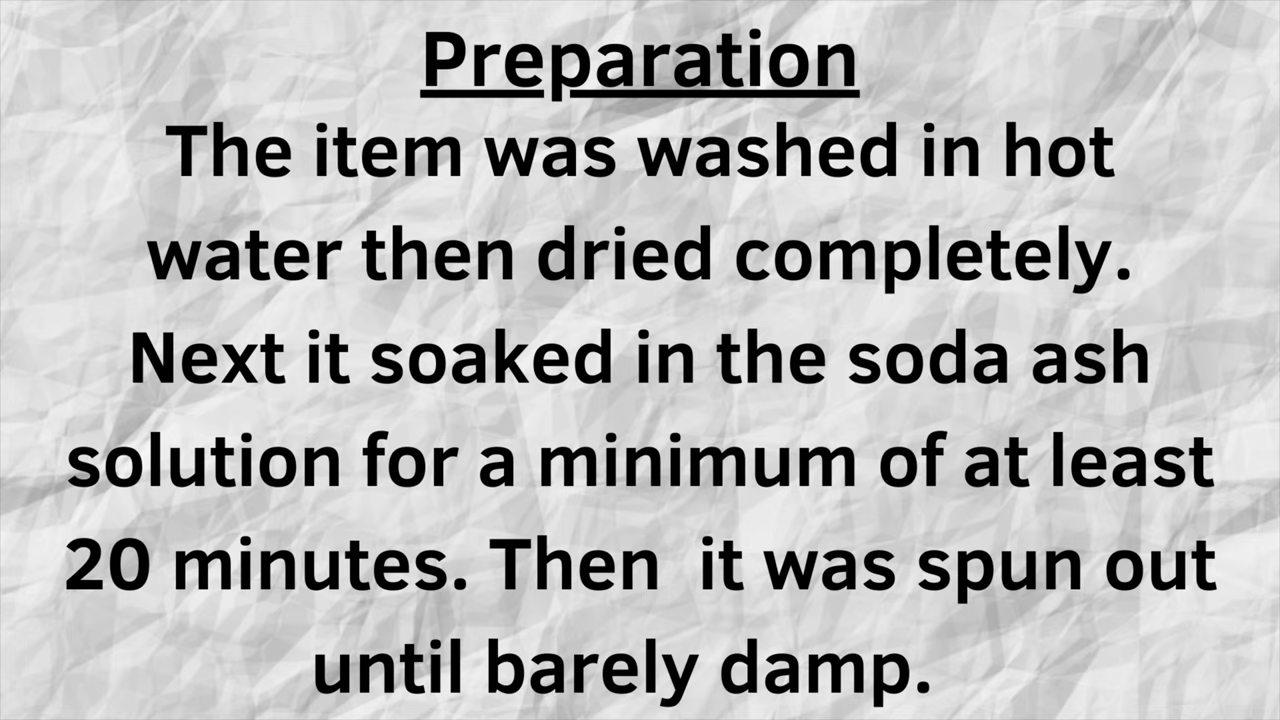 Preparation
The item was washed in hot
water then dried completely.
Next it soaked in the soda ash
solution for a minimum of at least
20 minutes. Then  it was spun out
until barely damp.